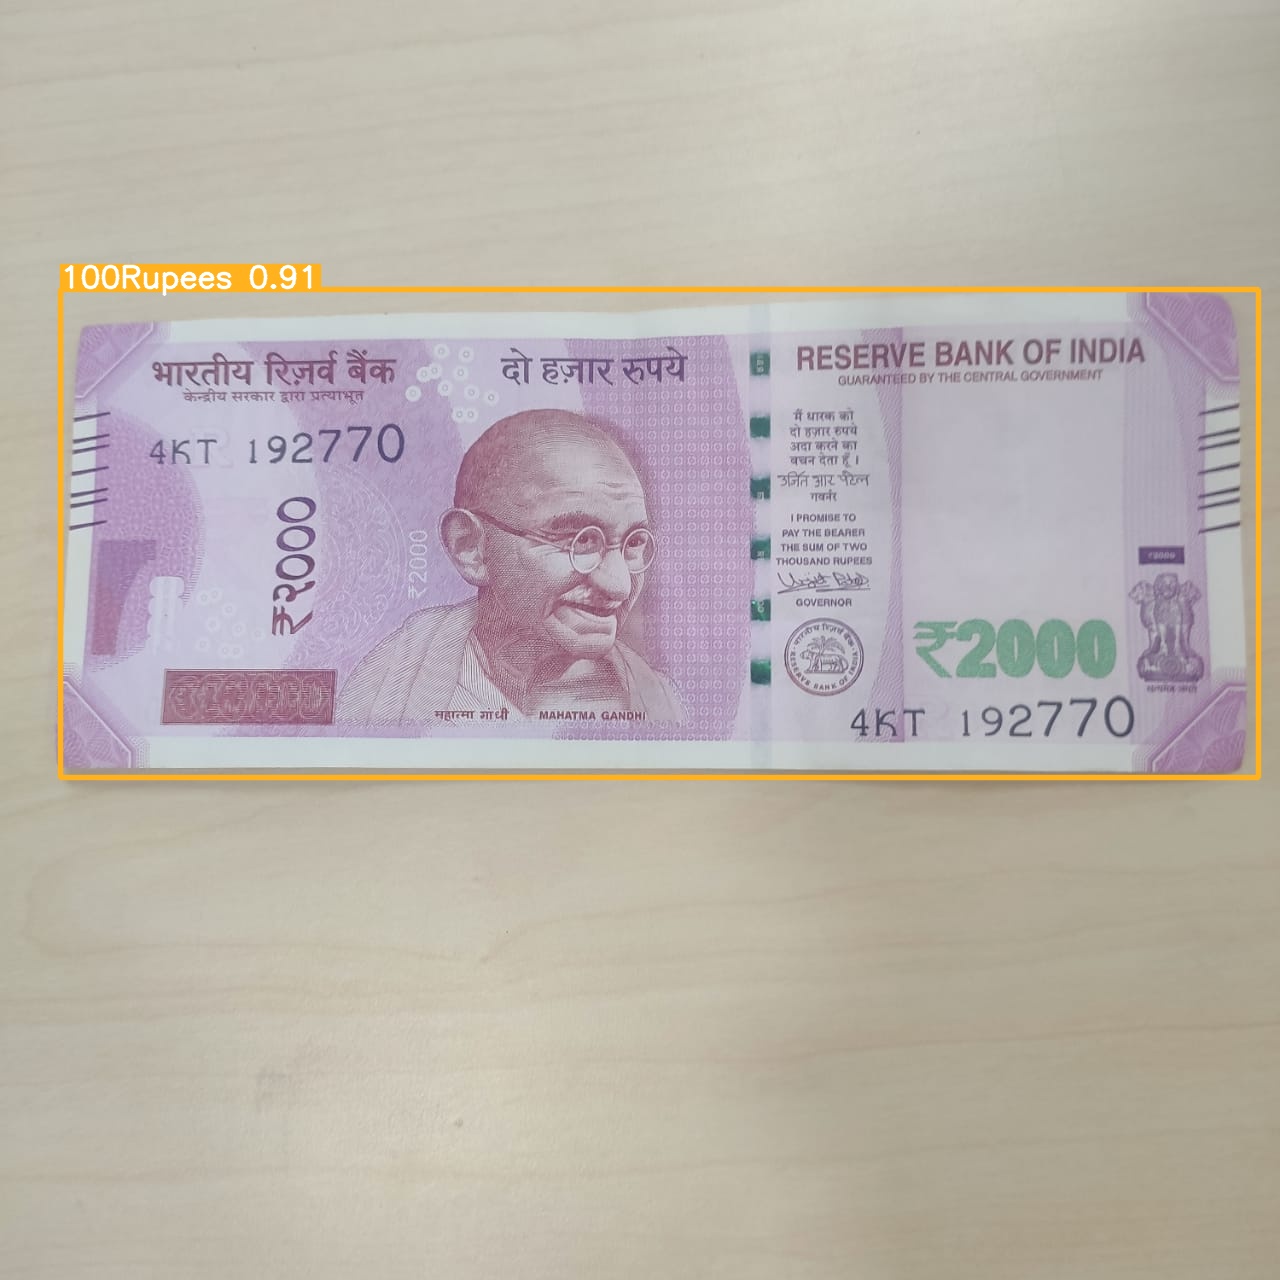 100Rupees 0.91
भारतीय रिज़र्व बैंक
केन्द्रीय सरकार द्वारा प्रत्याभूत
4KT 192770
₹२०००
₹2000
दो हज़ार रुपये
महात्मा गांधी
MAHATMA GANDHI
RESERVE BANK OF INDIA
GUARANTEED BY THE CENTRAL GOVERNMENT
मैं धारक को
दो हज़ार रुपये
अदा करने का
वचन देता हूँ ।
उर्जित आर पटेल
गवर्नर
I PROMISE TO
PAY THE BEARER
THE SUM OF TWO
THOUSAND RUPEES
GOVERNOR
भारतीय रिज़र्व बैंक
RESERVE BANK OF INDIA
₹2000
₹2000
सत्यमेव जयते
4KT 192770